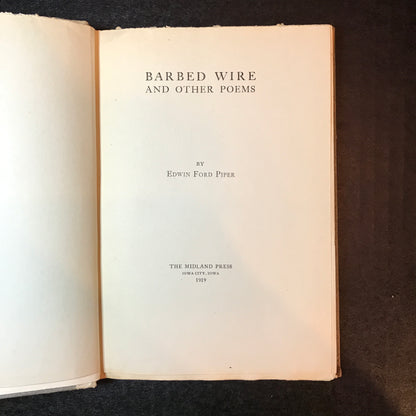 BARBED WIRE
AND OTHER POEMS
BY
EDWIN FORD PIPER
THE MIDLAND PRESS
IOWA CITY, IOWA
1919